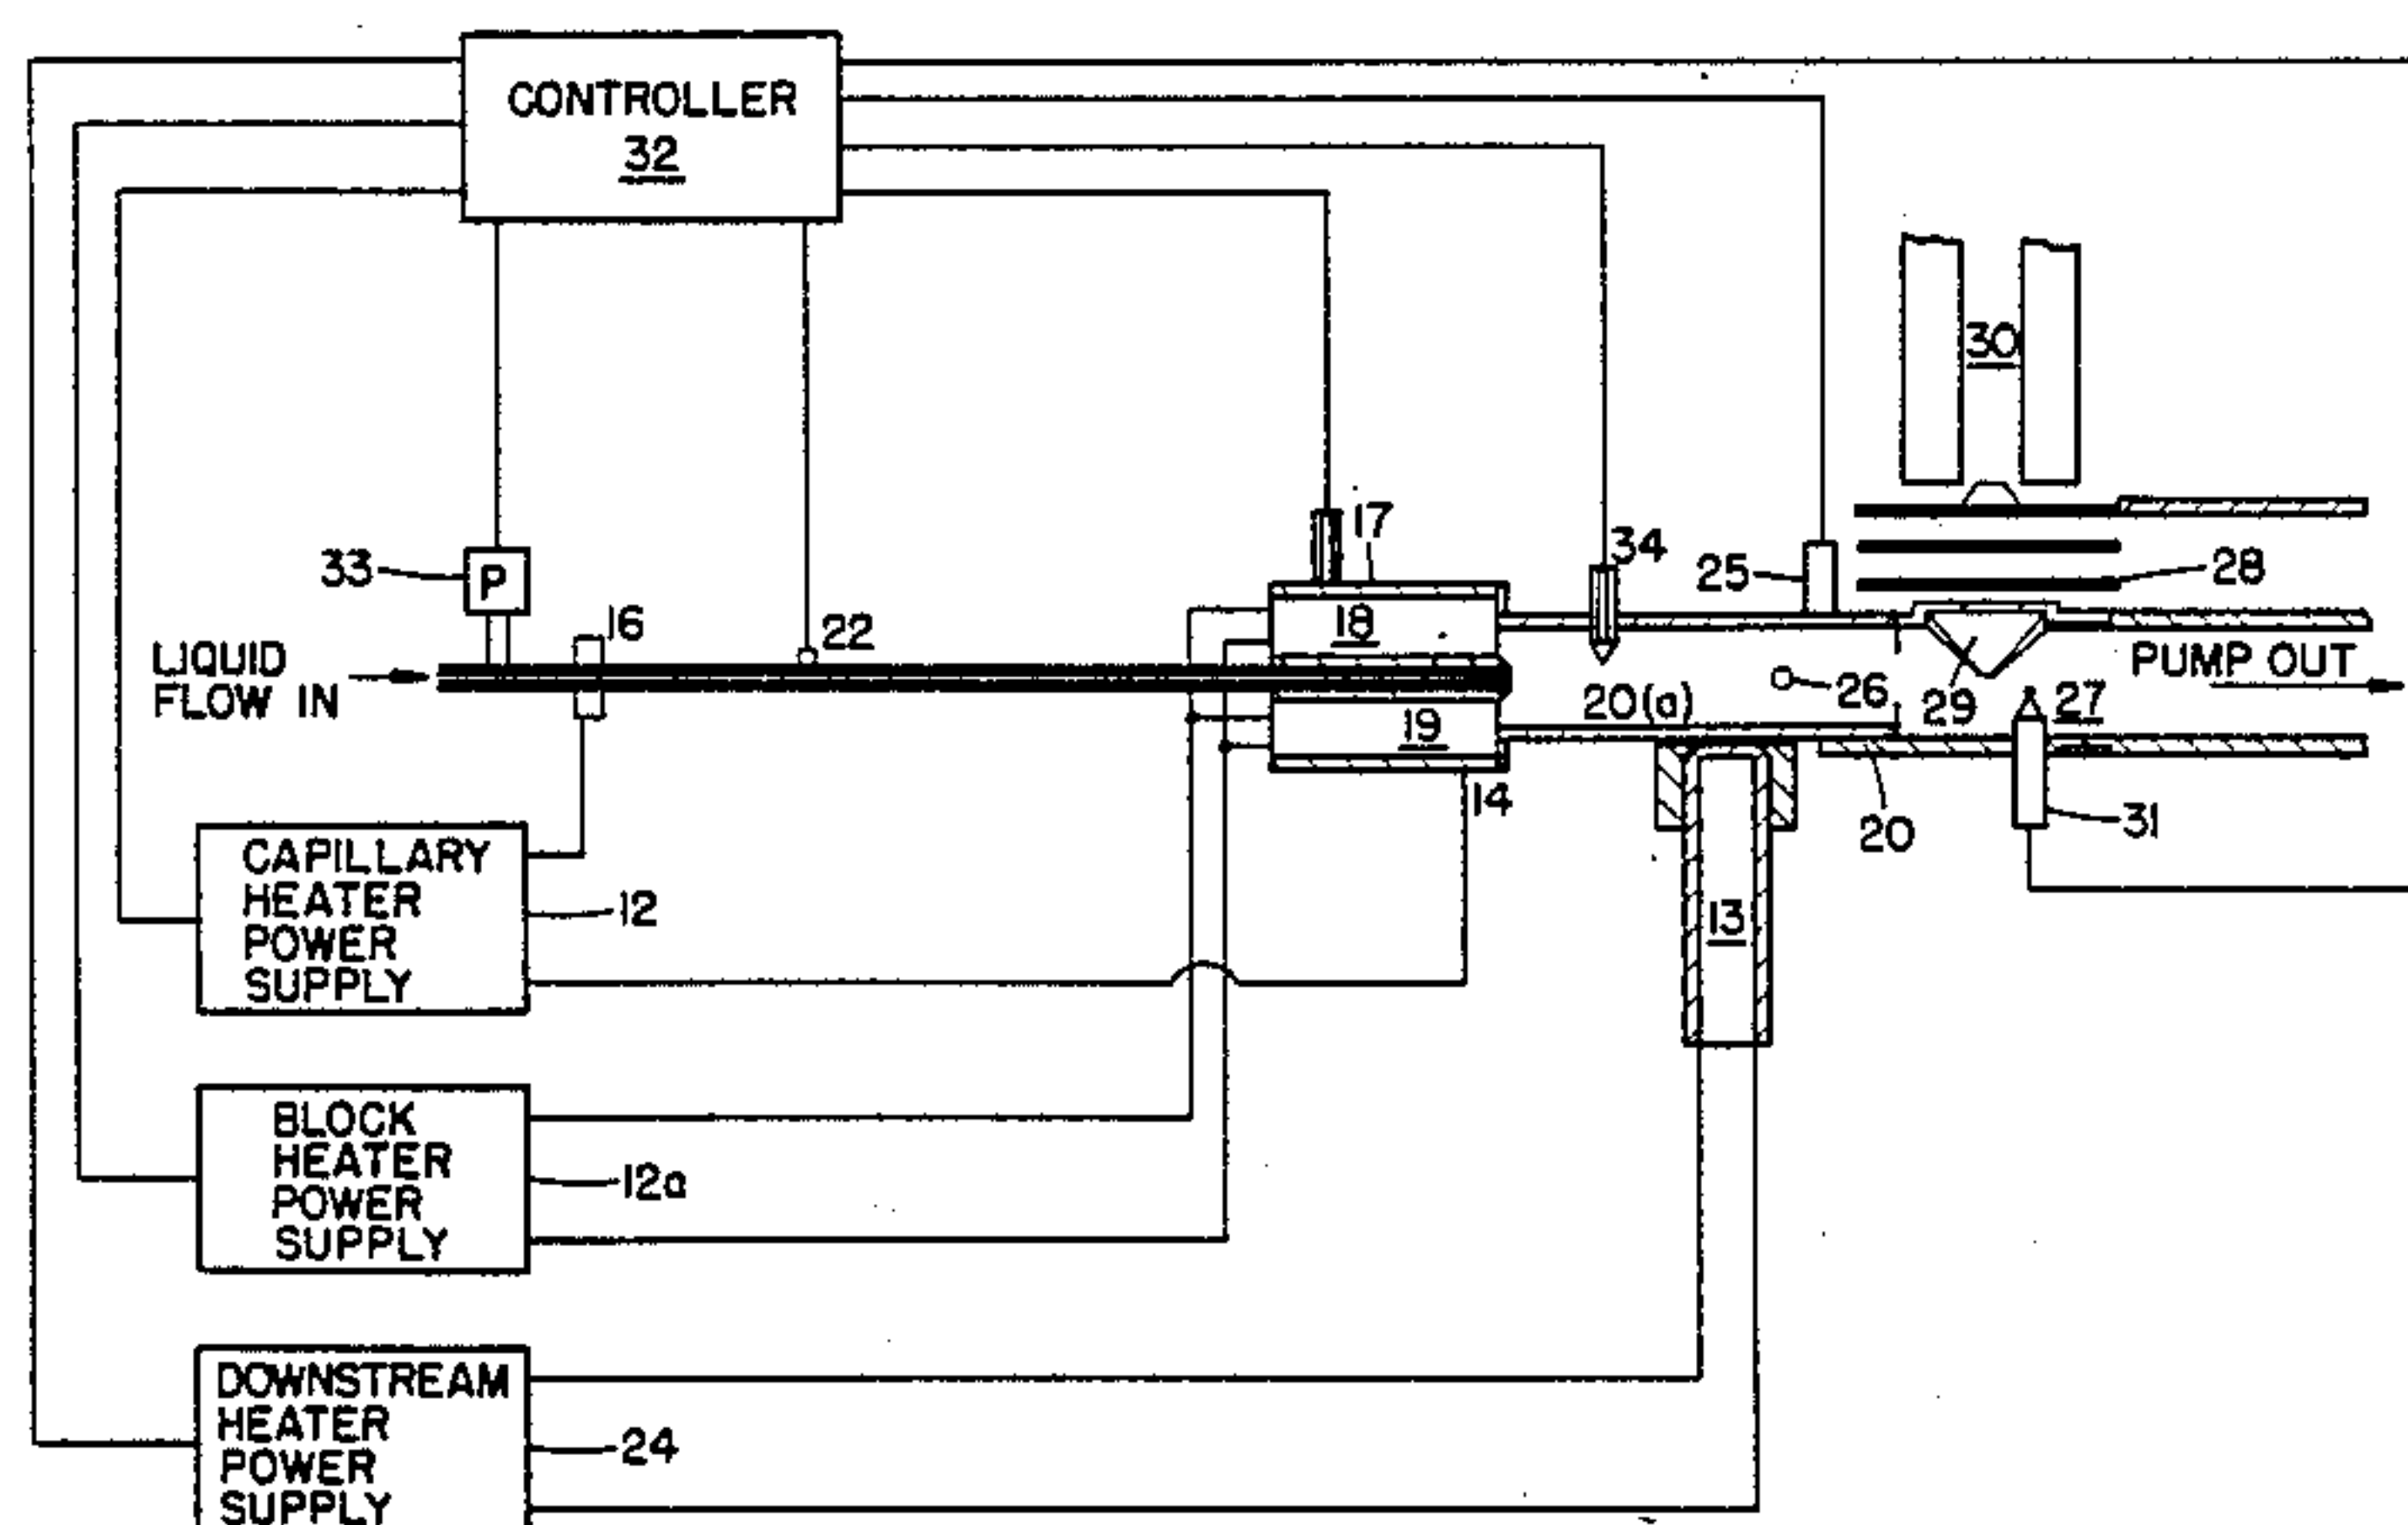 CONTROLLER
32
30
33
P
16
22
17
34
25
28
18
LIQUID
FLOW IN
PUMP OUT
20(a)
26
29
27
19
14
20
31
CAPILLARY
HEATER
POWER
SUPPLY
12
13
BLOCK
HEATER
POWER
SUPPLY
12a
DOWNSTREAM
HEATER
POWER
SUPPLY
24